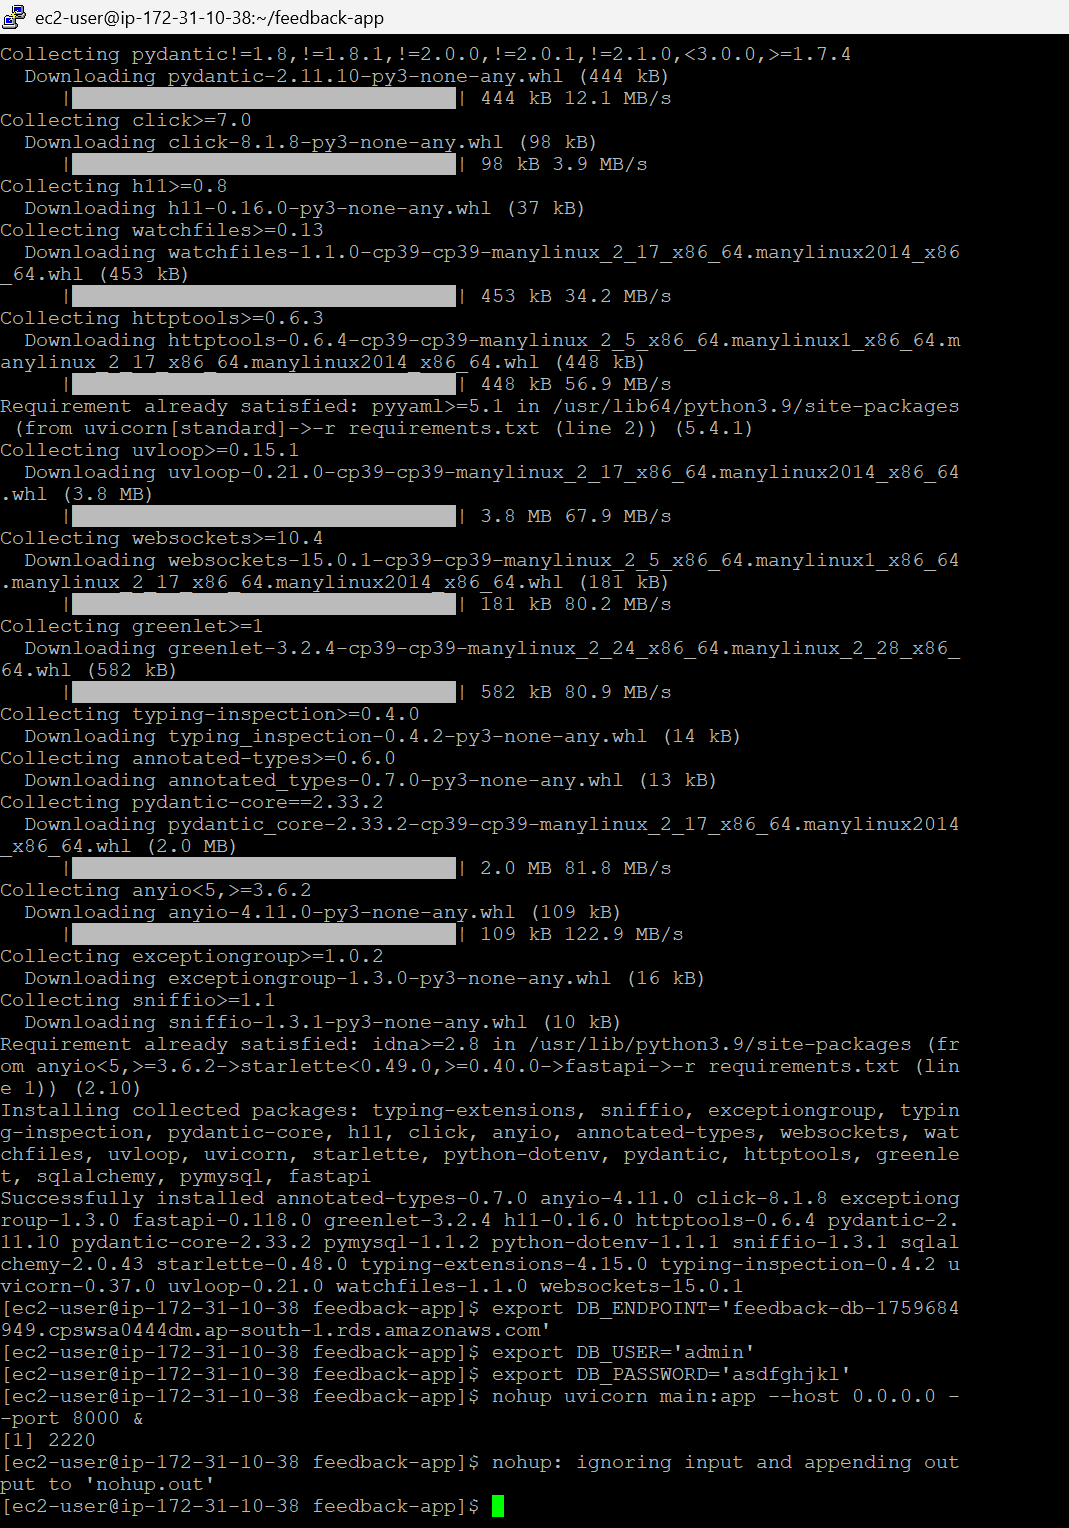 ec2-user@ip-172-31-10-38:~/feedback-app
Collecting pydantic!=1.8,!=1.8.1,!=2.0.0,!=2.0.1,!=2.1.0,<3.0.0,>=1.7.4
  Downloading pydantic-2.11.10-py3-none-any.whl (444 kB)
     |████████████████████████████████| 444 kB 12.1 MB/s
Collecting click>=7.0
  Downloading click-8.1.8-py3-none-any.whl (98 kB)
     |████████████████████████████████| 98 kB 3.9 MB/s
Collecting h11>=0.8
  Downloading h11-0.16.0-py3-none-any.whl (37 kB)
Collecting watchfiles>=0.13
  Downloading watchfiles-1.1.0-cp39-cp39-manylinux_2_17_x86_64.manylinux2014_x86
_64.whl (453 kB)
     |████████████████████████████████| 453 kB 34.2 MB/s
Collecting httptools>=0.6.3
  Downloading httptools-0.6.4-cp39-cp39-manylinux_2_5_x86_64.manylinux1_x86_64.m
anylinux_2_17_x86_64.manylinux2014_x86_64.whl (448 kB)
     |████████████████████████████████| 448 kB 56.9 MB/s
Requirement already satisfied: pyyaml>=5.1 in /usr/lib64/python3.9/site-packages
 (from uvicorn[standard]->-r requirements.txt (line 2)) (5.4.1)
Collecting uvloop>=0.15.1
  Downloading uvloop-0.21.0-cp39-cp39-manylinux_2_17_x86_64.manylinux2014_x86_64
.whl (3.8 MB)
     |████████████████████████████████| 3.8 MB 67.9 MB/s
Collecting websockets>=10.4
  Downloading websockets-15.0.1-cp39-cp39-manylinux_2_5_x86_64.manylinux1_x86_64
.manylinux_2_17_x86_64.manylinux2014_x86_64.whl (181 kB)
     |████████████████████████████████| 181 kB 80.2 MB/s
Collecting greenlet>=1
  Downloading greenlet-3.2.4-cp39-cp39-manylinux_2_24_x86_64.manylinux_2_28_x86_
64.whl (582 kB)
     |████████████████████████████████| 582 kB 80.9 MB/s
Collecting typing-inspection>=0.4.0
  Downloading typing_inspection-0.4.2-py3-none-any.whl (14 kB)
Collecting annotated-types>=0.6.0
  Downloading annotated_types-0.7.0-py3-none-any.whl (13 kB)
Collecting pydantic-core==2.33.2
  Downloading pydantic_core-2.33.2-cp39-cp39-manylinux_2_17_x86_64.manylinux2014
_x86_64.whl (2.0 MB)
     |████████████████████████████████| 2.0 MB 81.8 MB/s
Collecting anyio<5,>=3.6.2
  Downloading anyio-4.11.0-py3-none-any.whl (109 kB)
     |████████████████████████████████| 109 kB 122.9 MB/s
Collecting exceptiongroup>=1.0.2
  Downloading exceptiongroup-1.3.0-py3-none-any.whl (16 kB)
Collecting sniffio>=1.1
  Downloading sniffio-1.3.1-py3-none-any.whl (10 kB)
Requirement already satisfied: idna>=2.8 in /usr/lib/python3.9/site-packages (fr
om anyio<5,>=3.6.2->starlette<0.49.0,>=0.40.0->fastapi->-r requirements.txt (lin
e 1)) (2.10)
Installing collected packages: typing-extensions, sniffio, exceptiongroup, typin
g-inspection, pydantic-core, h11, click, anyio, annotated-types, websockets, wat
chfiles, uvloop, uvicorn, starlette, python-dotenv, pydantic, httptools, greenle
t, sqlalchemy, pymysql, fastapi
Successfully installed annotated-types-0.7.0 anyio-4.11.0 click-8.1.8 exceptiong
roup-1.3.0 fastapi-0.118.0 greenlet-3.2.4 h11-0.16.0 httptools-0.6.4 pydantic-2.
11.10 pydantic-core-2.33.2 pymysql-1.1.2 python-dotenv-1.1.1 sniffio-1.3.1 sqlal
chemy-2.0.43 starlette-0.48.0 typing-extensions-4.15.0 typing-inspection-0.4.2 u
vicorn-0.37.0 uvloop-0.21.0 watchfiles-1.1.0 websockets-15.0.1
[ec2-user@ip-172-31-10-38 feedback-app]$ export DB_ENDPOINT='feedback-db-1759684
949.cpswsa0444dm.ap-south-1.rds.amazonaws.com'
[ec2-user@ip-172-31-10-38 feedback-app]$ export DB_USER='admin'
[ec2-user@ip-172-31-10-38 feedback-app]$ export DB_PASSWORD='asdfghjkl'
[ec2-user@ip-172-31-10-38 feedback-app]$ nohup uvicorn main:app --host 0.0.0.0 -
-port 8000 &
[1] 2220
[ec2-user@ip-172-31-10-38 feedback-app]$ nohup: ignoring input and appending out
put to 'nohup.out'
[ec2-user@ip-172-31-10-38 feedback-app]$